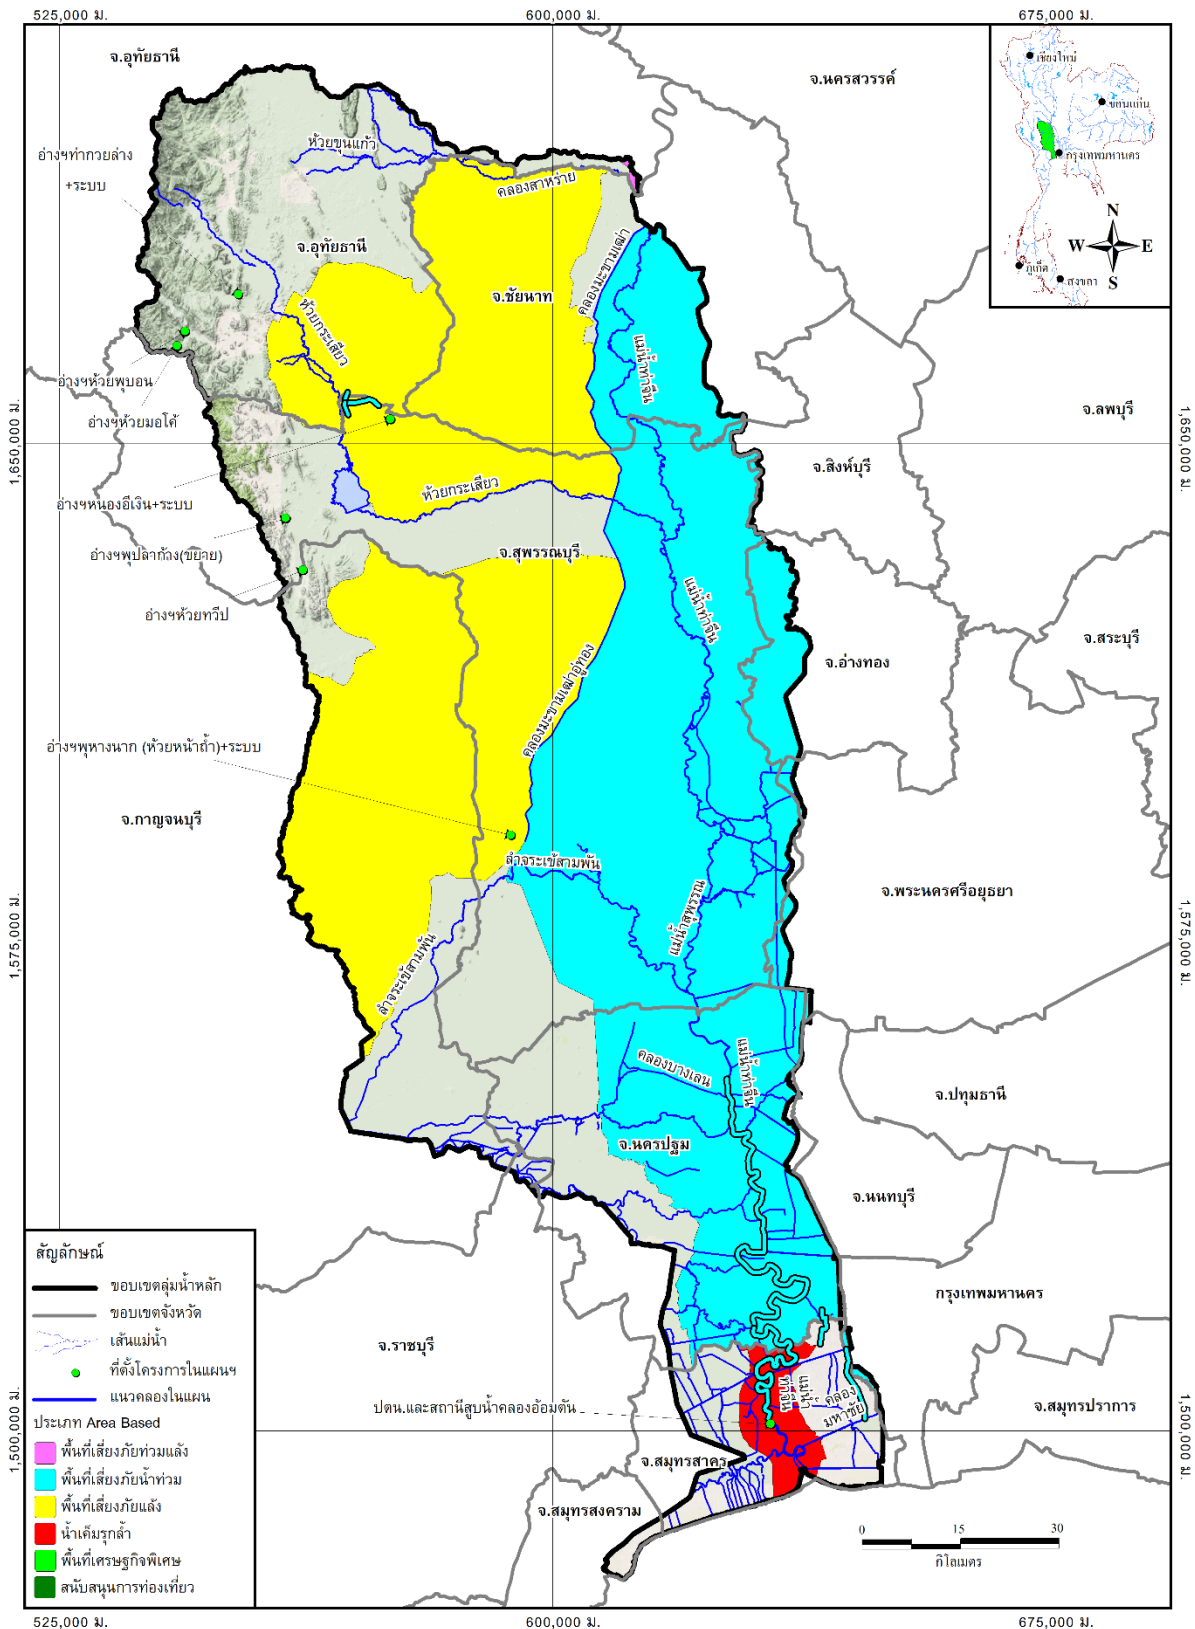 525,000 ม.
600,000 ม.
675,000 ม.
จ.อุทัยธานี
จ.นครสวรรค์
เชียงใหม่
ขอนแก่น
กรุงเทพมหานคร
ภูเก็ต
สงขลา
N
W
E
S
ห้วยขุนแก้ว
อ่างฯทำกวยล่าง
+ระบบ
คลองสาหร่าย
จ.อุทัยธานี
คลองมะขามเฒ่า
จ.ชัยนาท
ห้วยกระเสียว
แม่น้ำท่าจีน
อ่างฯห้วยพุบอน
อ่างฯห้วยมอโค้
จ.ลพบุรี
1,650,000 ม.
1,650,000 ม.
จ.สิงห์บุรี
ห้วยกระเสียว
อ่างฯหนองอีเงิน+ระบบ
อ่างฯพุปลาก้าง(ขยาย)
จ.สุพรรณบุรี
อ่างฯห้วยทวีป
แม่น้ำท่าจีน
จ.สระบุรี
จ.อ่างทอง
คลองมะขามเฒ่าอู่ทอง
อ่างฯพุหางนาก (ห้วยหน้าถ้ำ)+ระบบ
จ.กาญจนบุรี
ลำจระเข้สามพัน
จ.พระนครศรีอยุธยา
แม่น้ำสุพรรณ
1,575,000 ม.
1,575,000 ม.
ลำจระเข้สามพัน
คลองบางเลน
แม่น้ำท่าจีน
จ.ปทุมธานี
จ.นครปฐม
จ.นนทบุรี
สัญลักษณ์
ขอบเขตลุ่มน้ำหลัก
ขอบเขตจังหวัด
เส้นแม่น้ำ
ที่ตั้งโครงการในแผนฯ
แนวคลองในแผน
ประเภท Area Based
พื้นที่เสี่ยงภัยท่วมแล้ง
พื้นที่เสี่ยงภัยน้ำท่วม
พื้นที่เสี่ยงภัยแล้ง
น้ำเค็มรุกล้ำ
พื้นที่เศรษฐกิจพิเศษ
สนับสนุนการท่องเที่ยว
กรุงเทพมหานคร
จ.ราชบุรี
แม่น้ำ
ท่าจีน
คลอง
มหาชัย
ปตน.และสถานีสูบน้ำคลองอ้อมตัน
จ.สมุทรปราการ
1,500,000 ม.
1,500,000 ม.
จ.สมุทรสาคร
จ.สมุทรสงคราม
0
15
30
กิโลเมตร
525,000 ม.
600,000 ม.
675,000 ม.